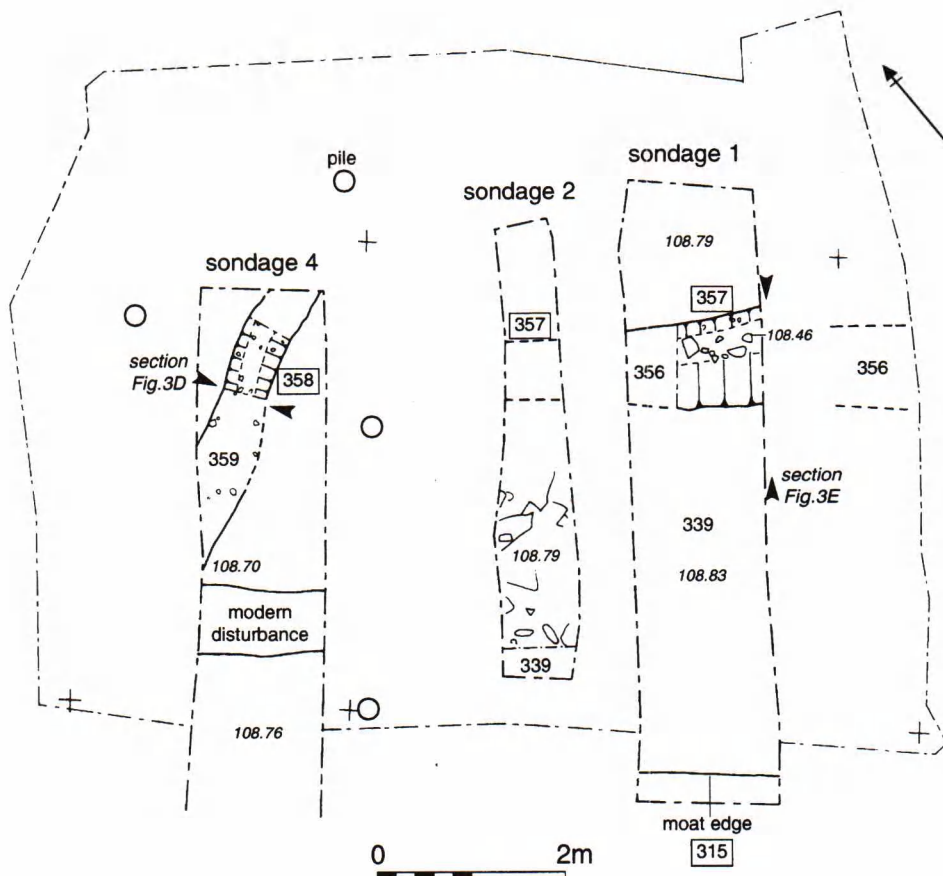 pile
sondage 1
sondage 2
108.79
sondage 4
357
357
108.46
section
Fig.3D
358
356
356
359
section
Fig.3E
339
108.79
108.83
108.70
modern
disturbance
339
108.76
moat edge
315
0 2m